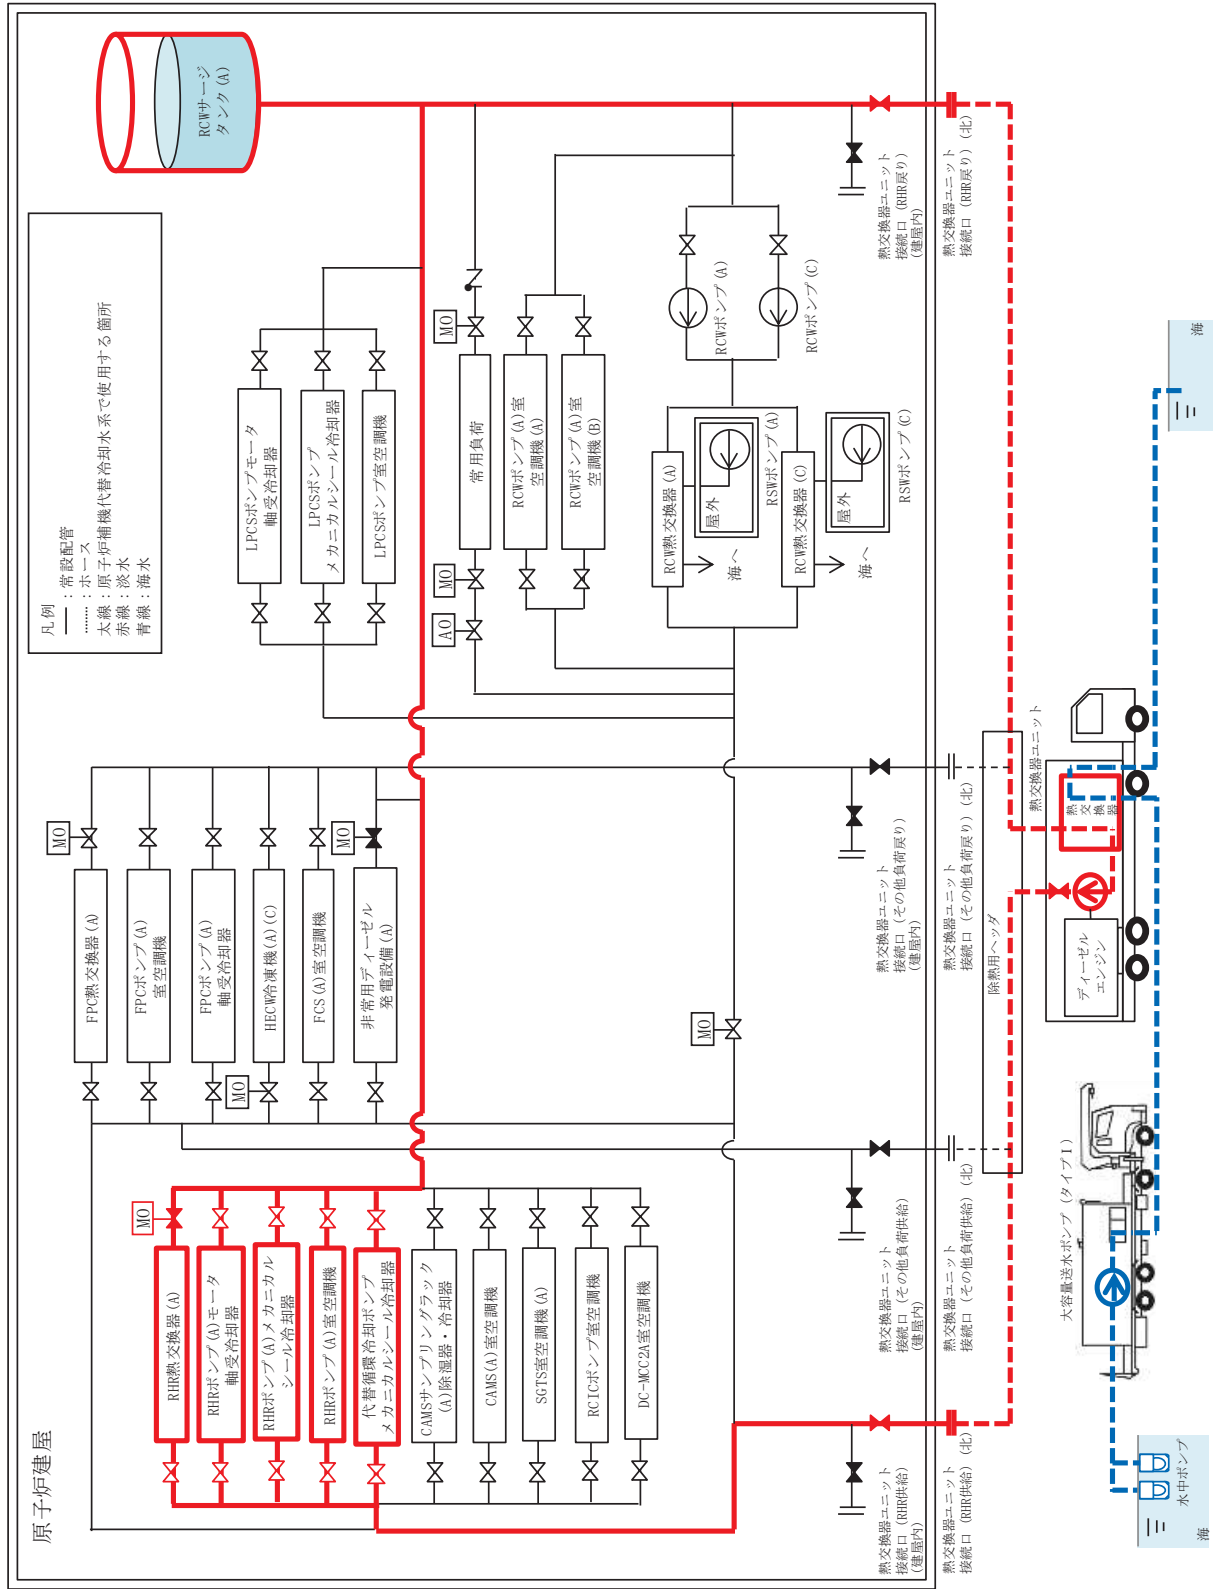 原子炉建屋
RCWサージ
タンク(A)
凡例
━━：常設配管
┈┈：ホース
太線：原子炉補機代替冷却水系で使用する箇所
赤線：淡水
青線：海水
LPCSポンプモータ
軸受冷却器
LPCSポンプ
メカニカルシール冷却器
LPCSポンプ室空調機
MO
常用負荷
MO
AO
RCWポンプ(A)室
空調機(A)
RCWポンプ(A)室
空調機(B)
RCWポンプ(A)
RCWポンプ(C)
RCW熱交換器(A)
屋外
RSWポンプ(A)
海へ
RCW熱交換器(C)
屋外
RSWポンプ(C)
海へ
MO
FPC熱交換器(A)
FPCポンプ(A)
室空調機
FPCポンプ(A)
軸受冷却器
HECW冷凍機(A)(C)
MO
FCS(A)室空調機
MO
非常用ディーゼル
発電設備(A)
MO
MO
RHR熱交換器(A)
RHRポンプ(A)モータ
軸受冷却器
RHRポンプ(A)メカニカル
シール冷却器
RHRポンプ(A)室空調機
代替循環冷却ポンプ
メカニカルシール冷却器
CAMSサンプリングラック
(A)除湿器・冷却器
CAMS(A)室空調機
SGTS室空調機(A)
RCICポンプ室空調機
DC-MCC2A室空調機
熱交換器ユニット
接続口(RHR戻り)
(建屋内)
熱交換器ユニット
接続口(RHR戻り)(北)
熱交換器ユニット
接続口(その他負荷戻り)
(建屋内)
熱交換器ユニット
接続口(その他負荷戻り)(北)
熱交換器ユニット
接続口(その他負荷供給)
(建屋内)
熱交換器ユニット
接続口(その他負荷供給)(北)
熱交換器ユニット
接続口(RHR供給)
(建屋内)
熱交換器ユニット
接続口(RHR供給)(北)
除熱用ヘッダ
熱交換器ユニット
熱交換器
ディーゼル
エンジン
大容量送水ポンプ(タイプⅠ)
水中ポンプ
海
海